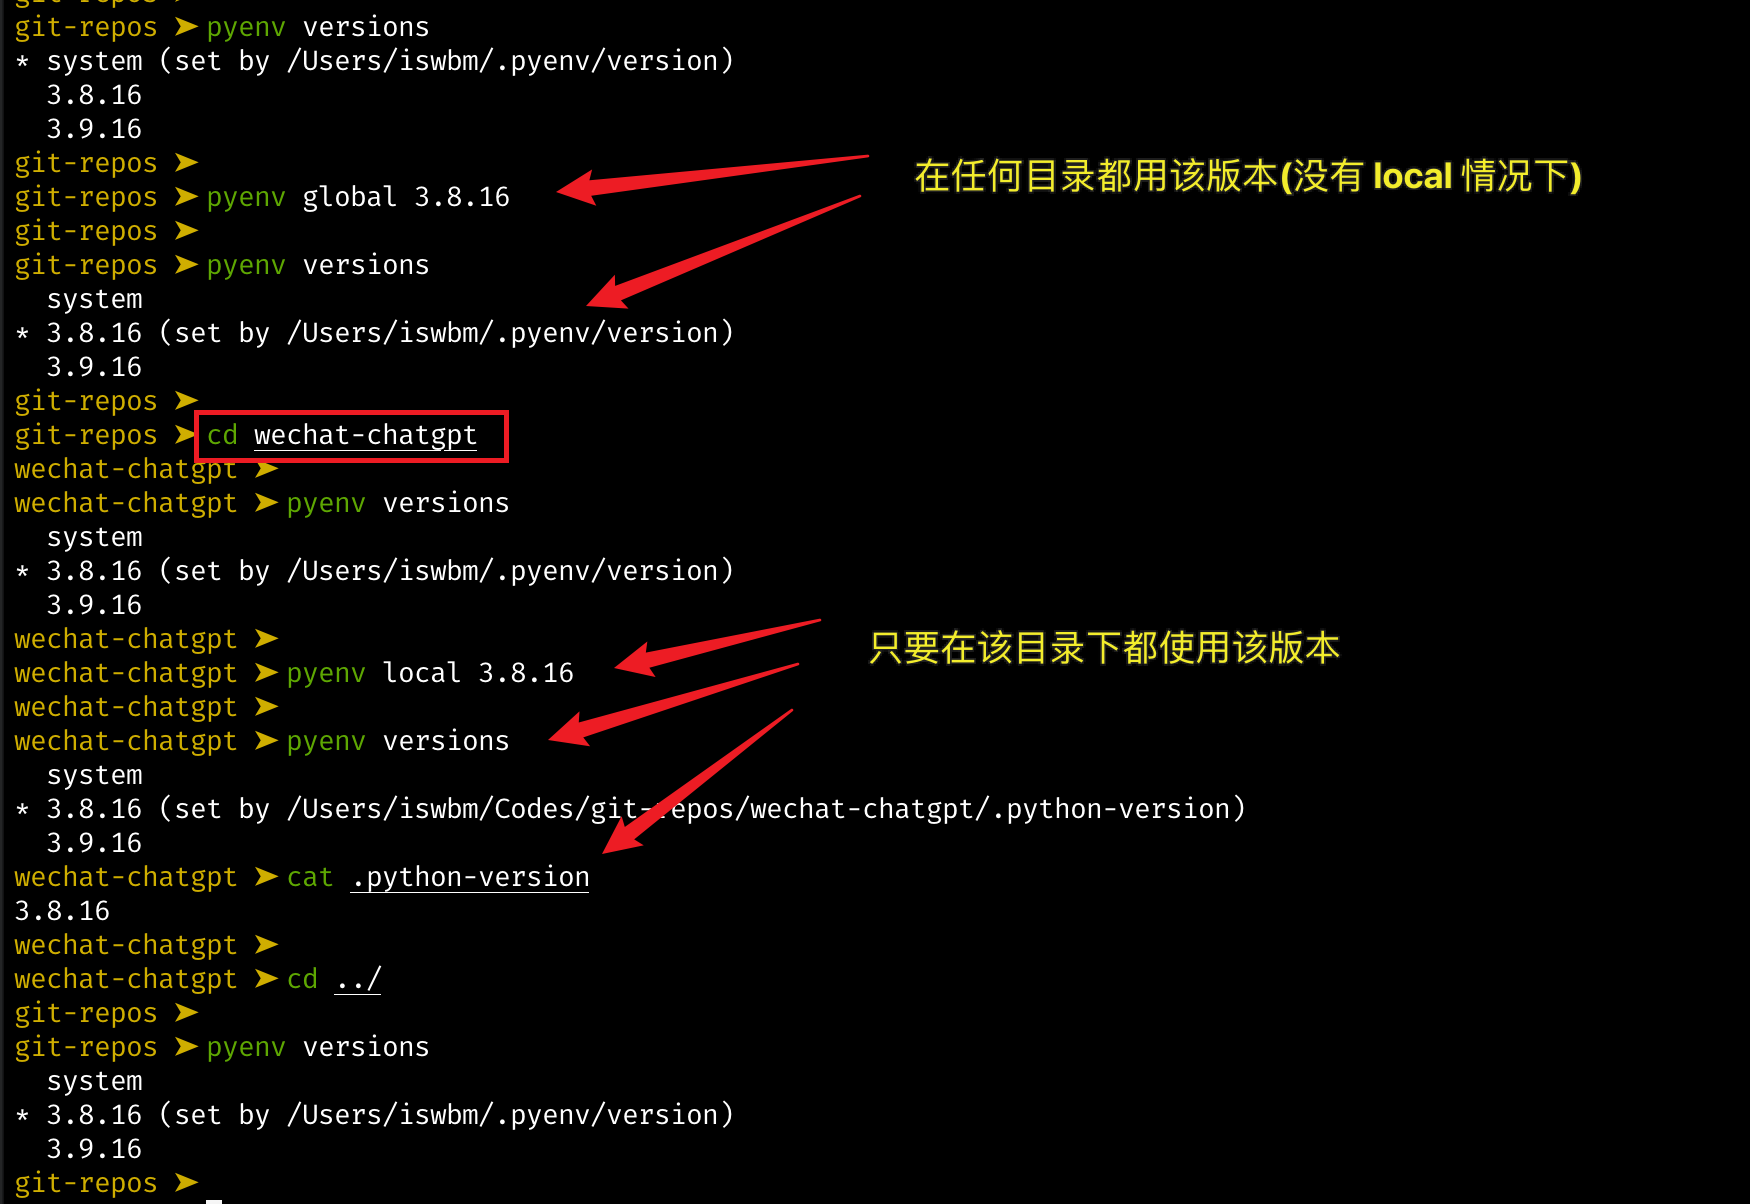 git-repos ➤
git-repos ➤ pyenv versions
* system (set by /Users/iswbm/.pyenv/version)
  3.8.16
  3.9.16
git-repos ➤
在任何目录都用该版本(没有 local 情况下)
git-repos ➤ pyenv global 3.8.16
git-repos ➤
git-repos ➤ pyenv versions
  system
* 3.8.16 (set by /Users/iswbm/.pyenv/version)
  3.9.16
git-repos ➤
git-repos ➤ cd wechat-chatgpt
wechat-chatgpt ➤
wechat-chatgpt ➤ pyenv versions
  system
* 3.8.16 (set by /Users/iswbm/.pyenv/version)
  3.9.16
wechat-chatgpt ➤
只要在该目录下都使用该版本
wechat-chatgpt ➤ pyenv local 3.8.16
wechat-chatgpt ➤
wechat-chatgpt ➤ pyenv versions
  system
* 3.8.16 (set by /Users/iswbm/Codes/git-repos/wechat-chatgpt/.python-version)
  3.9.16
wechat-chatgpt ➤ cat .python-version
3.8.16
wechat-chatgpt ➤
wechat-chatgpt ➤ cd ../
git-repos ➤
git-repos ➤ pyenv versions
  system
* 3.8.16 (set by /Users/iswbm/.pyenv/version)
  3.9.16
git-repos ➤